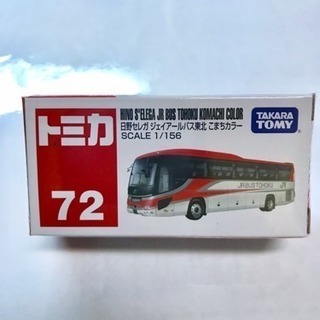 トミカ
72
HINO S'ELEGA JR BUS TOHOKU KOMACHI COLOR
日野セレガ ジェイアールバス東北 こまちカラー
SCALE 1/156
TAKARA
TOMY
JR BUS TOHOKU